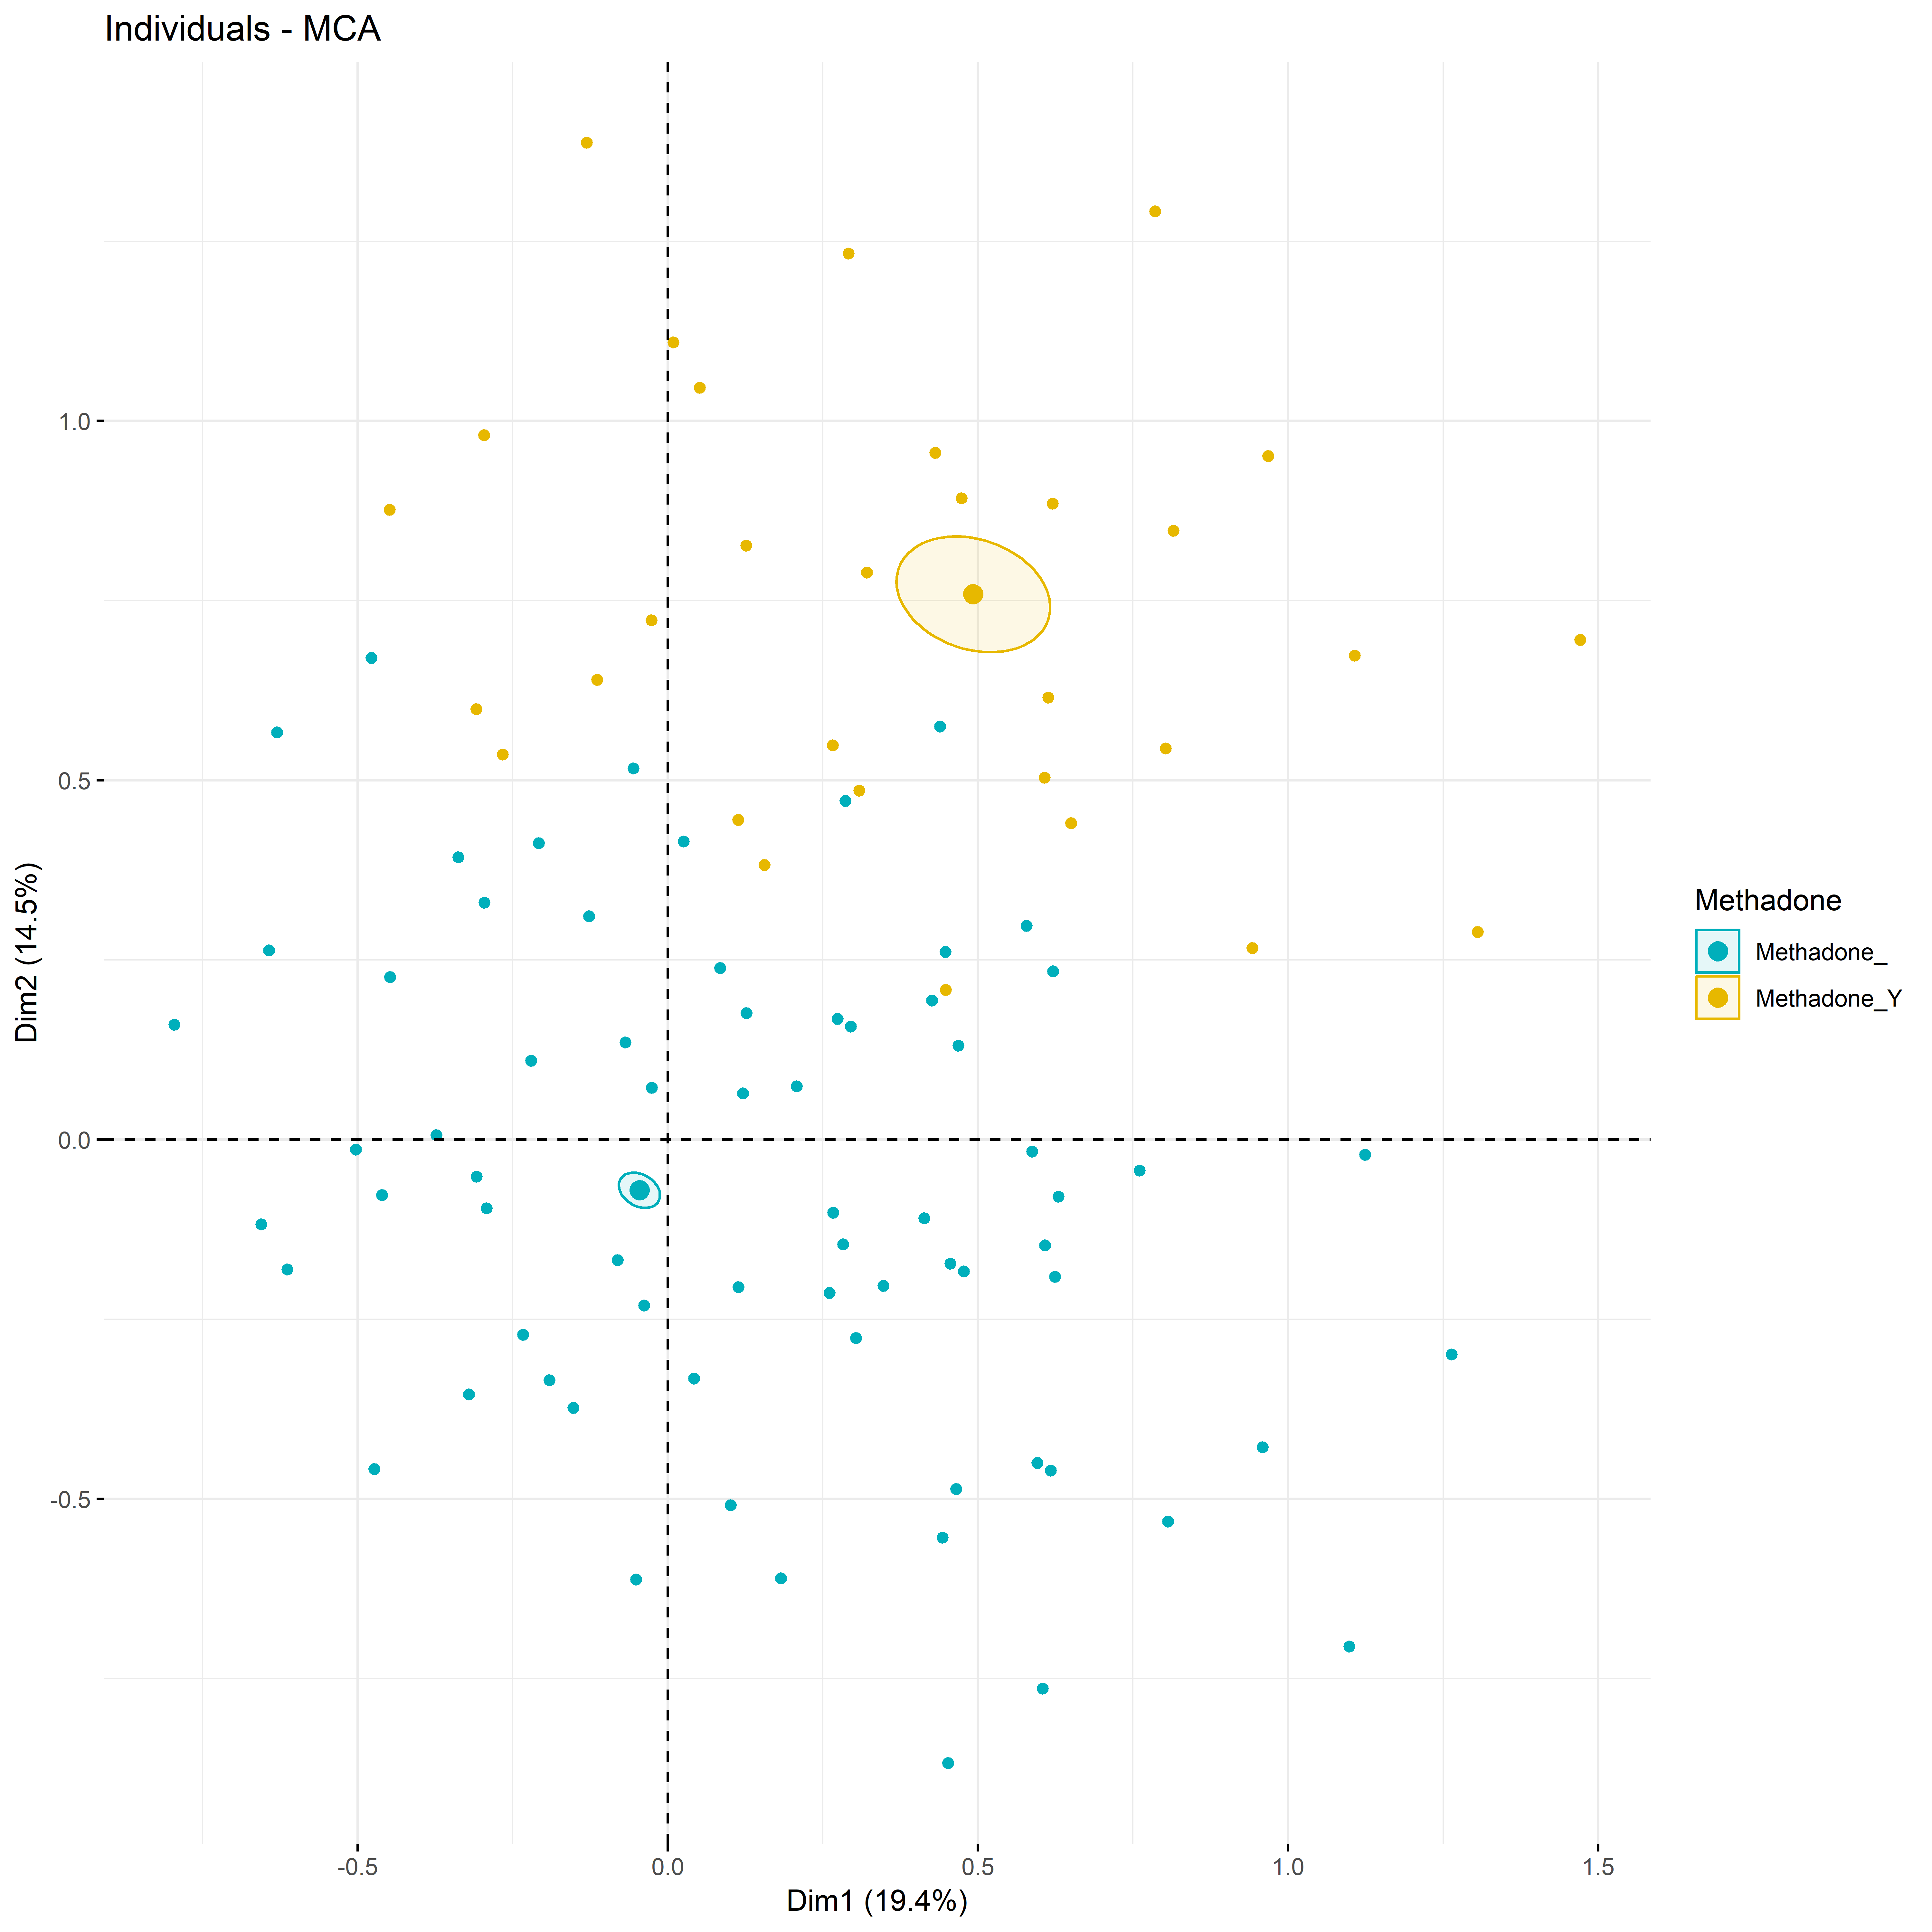 Individuals - MCA
1.0
0.5
0.0
-0.5
Dim2 (14.5%)
-0.5
0.0
0.5
1.0
1.5
Dim1 (19.4%)
Methadone
Methadone_
Methadone_Y